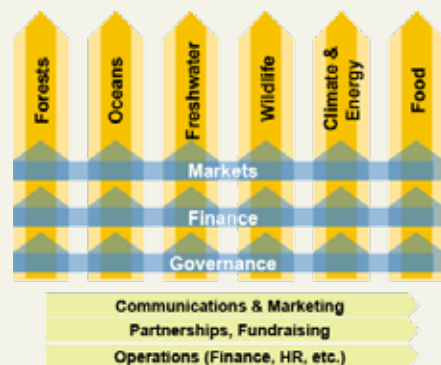 Forests
Oceans
Freshwater
Wildlife
Climate &
Energy
Food
Markets
Finance
Governance
Communications & Marketing
Partnerships, Fundraising
Operations (Finance, HR, etc.)